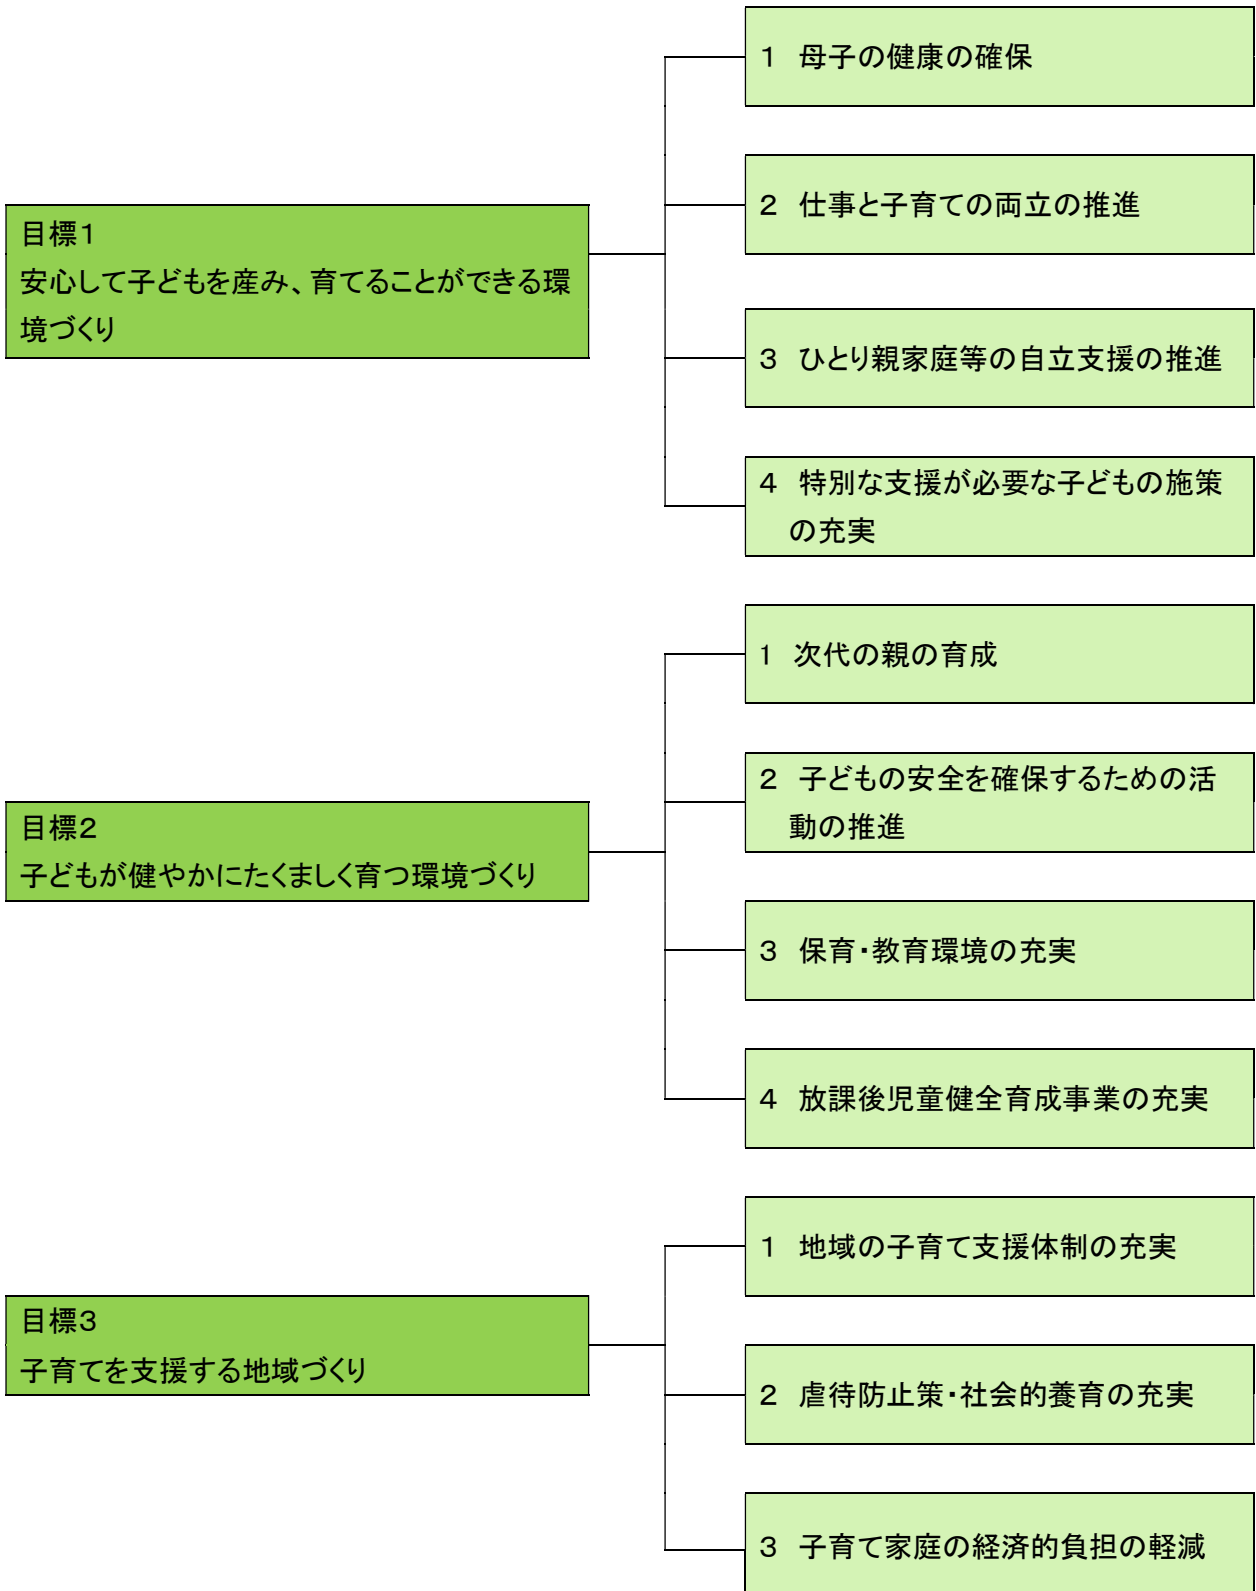 目標1
安心して子どもを産み、育てることができる環
境づくり
1 母子の健康の確保
2 仕事と子育ての両立の推進
3 ひとり親家庭等の自立支援の推進
4 特別な支援が必要な子どもの施策
の充実
目標2
子どもが健やかにたくましく育つ環境づくり
1 次代の親の育成
2 子どもの安全を確保するための活
動の推進
3 保育・教育環境の充実
4 放課後児童健全育成事業の充実
目標3
子育てを支援する地域づくり
1 地域の子育て支援体制の充実
2 虐待防止策・社会的養育の充実
3 子育て家庭の経済的負担の軽減